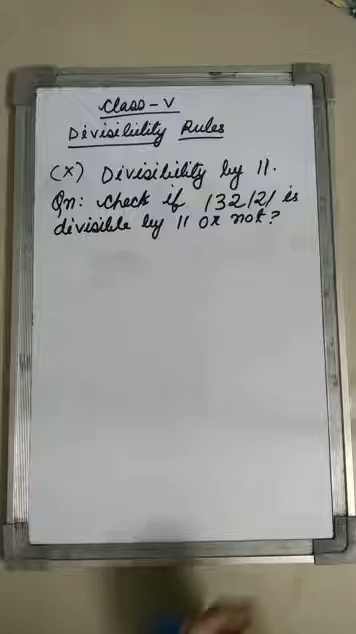 Class-V
Divisibility Rules
(x) Divisibility by 11.
Qn: Check if 132121 is
divisible by 11 or not?